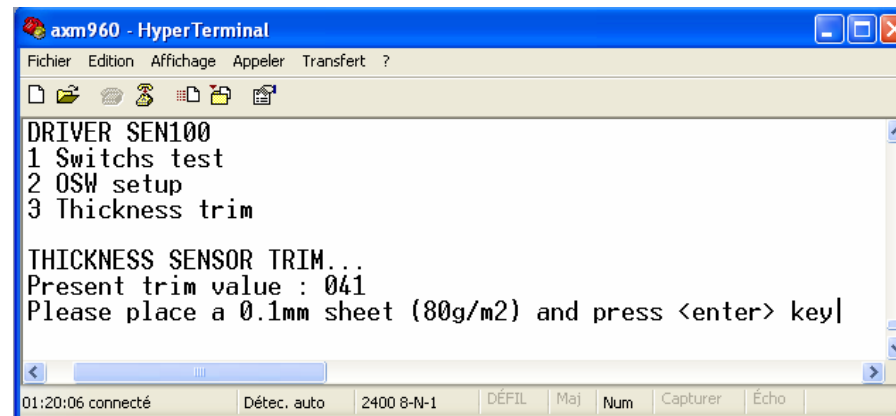 axm960 - HyperTerminal
Fichier Edition Affichage Appeler Transfert ?
DRIVER SEN100
1 Switchs test
2 OSW setup
3 Thickness trim
THICKNESS SENSOR TRIM...
Present trim value : 041
Please place a 0.1mm sheet (80g/m2) and press <enter> key
01:20:06 connecté Détec. auto 2400 8-N-1 DÉFIL Maj Num Capturer Écho